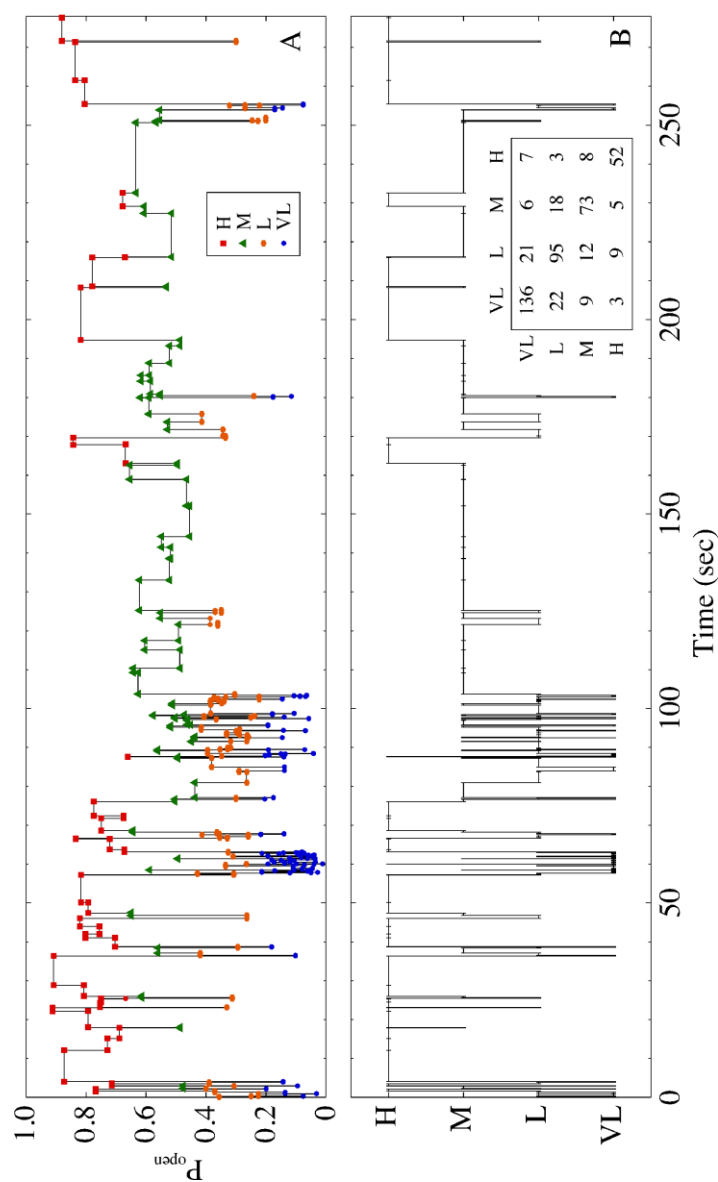 A
1.0
0.8
0.6
0.4
0.2
0
P open
H
M
L
VL
B
H
M
L
VL
VL L M H
VL 136 21 6 7
L 22 95 18 3
M 9 12 73 8
H 3 9 5 52
0 50 100 150 200 250
Time (sec)